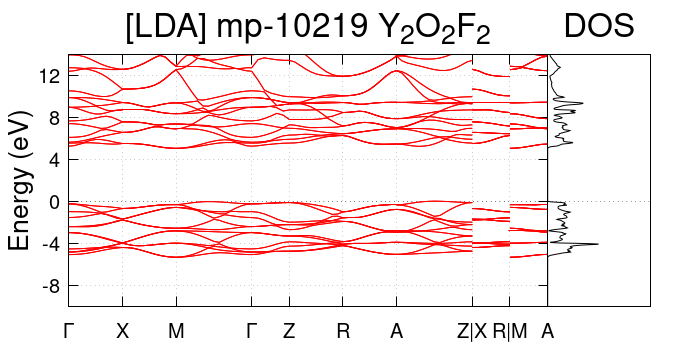 [LDA] mp-10219 Y₂O₂F₂ DOS
Energy (eV)
12
8
4
0
-4
-8
Γ X M Γ Z R A Z|X R|M A